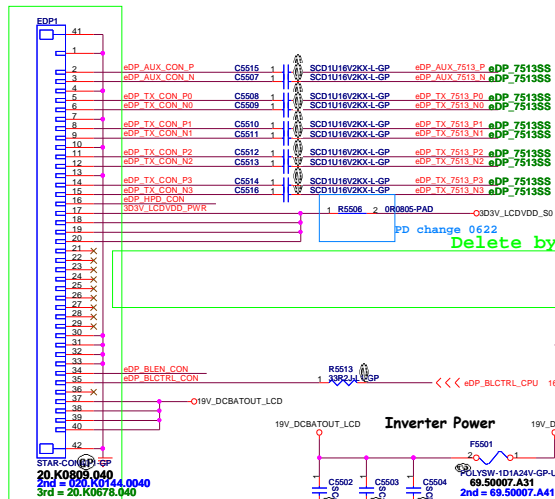 EDP1
41
1
2 eDP_AUX_CON_P C5515 1 SCD1U16V2KX-L-GP eDP_AUX_7513_P eDP_7513SS
3 eDP_AUX_CON_N C5507 1 SCD1U16V2KX-L-GP eDP_AUX_7513_N eDP_7513SS
4
5 eDP_TX_CON_P0 C5508 1 SCD1U16V2KX-L-GP eDP_TX_7513_P0 eDP_7513SS
6 eDP_TX_CON_N0 C5509 1 SCD1U16V2KX-L-GP eDP_TX_7513_N0 eDP_7513SS
7
8 eDP_TX_CON_P1 C5510 1 SCD1U16V2KX-L-GP eDP_TX_7513_P1 eDP_7513SS
9 eDP_TX_CON_N1 C5511 1 SCD1U16V2KX-L-GP eDP_TX_7513_N1 eDP_7513SS
10
11 eDP_TX_CON_P2 C5512 1 SCD1U16V2KX-L-GP eDP_TX_7513_P2 eDP_7513SS
12 eDP_TX_CON_N2 C5513 1 SCD1U16V2KX-L-GP eDP_TX_7513_N2 eDP_7513SS
13
14 eDP_TX_CON_P3 C5514 1 SCD1U16V2KX-L-GP eDP_TX_7513_P3 eDP_7513SS
15 eDP_TX_CON_N3 C5516 1 SCD1U16V2KX-L-GP eDP_TX_7513_N3 eDP_7513SS
16 eDP_HPD_CON
17 3D3V_LCDVDD_PWR 1 R5506 2 0R0805-PAD 3D3V_LCDVDD_S0
18
19
20
PD change 0622
Delete by
21
22
23
24
25
26
27
28
29
30
31
32
33
34 eDP_BLEN_CON
35 eDP_BLCTRL_CON 1 R5513 eDP_BLCTRL_CPU 16
36
37 19V_DCBATOUT_LCD
38
39
40
42
Inverter Power
19V_DCBATOUT_LCD
19V_D
F5501
2 1
POLYSW-1D1A24V-GP-U
69.50007.A31
2nd = 69.50007.A41
20.K0809.040
2nd = 020.K0144.0040
3rd = 20.K0678.040
C5502
C5503
C5504